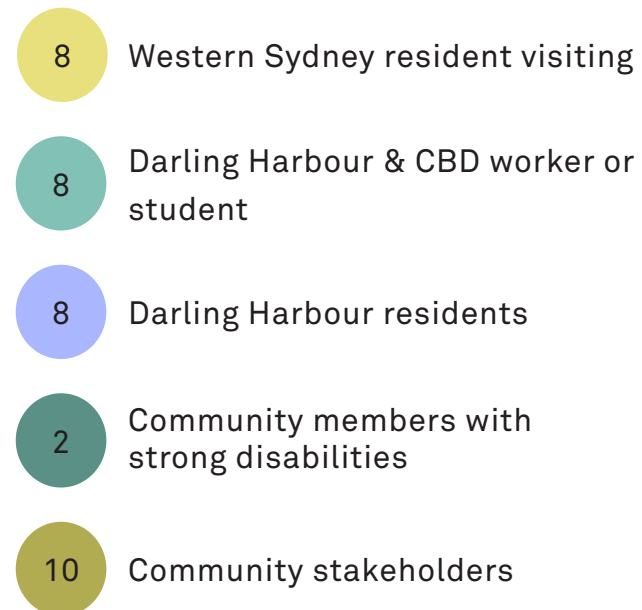 8 Western Sydney resident visiting
8 Darling Harbour & CBD worker or
student
8 Darling Harbour residents
2 Community members with
strong disabilities
10 Community stakeholders